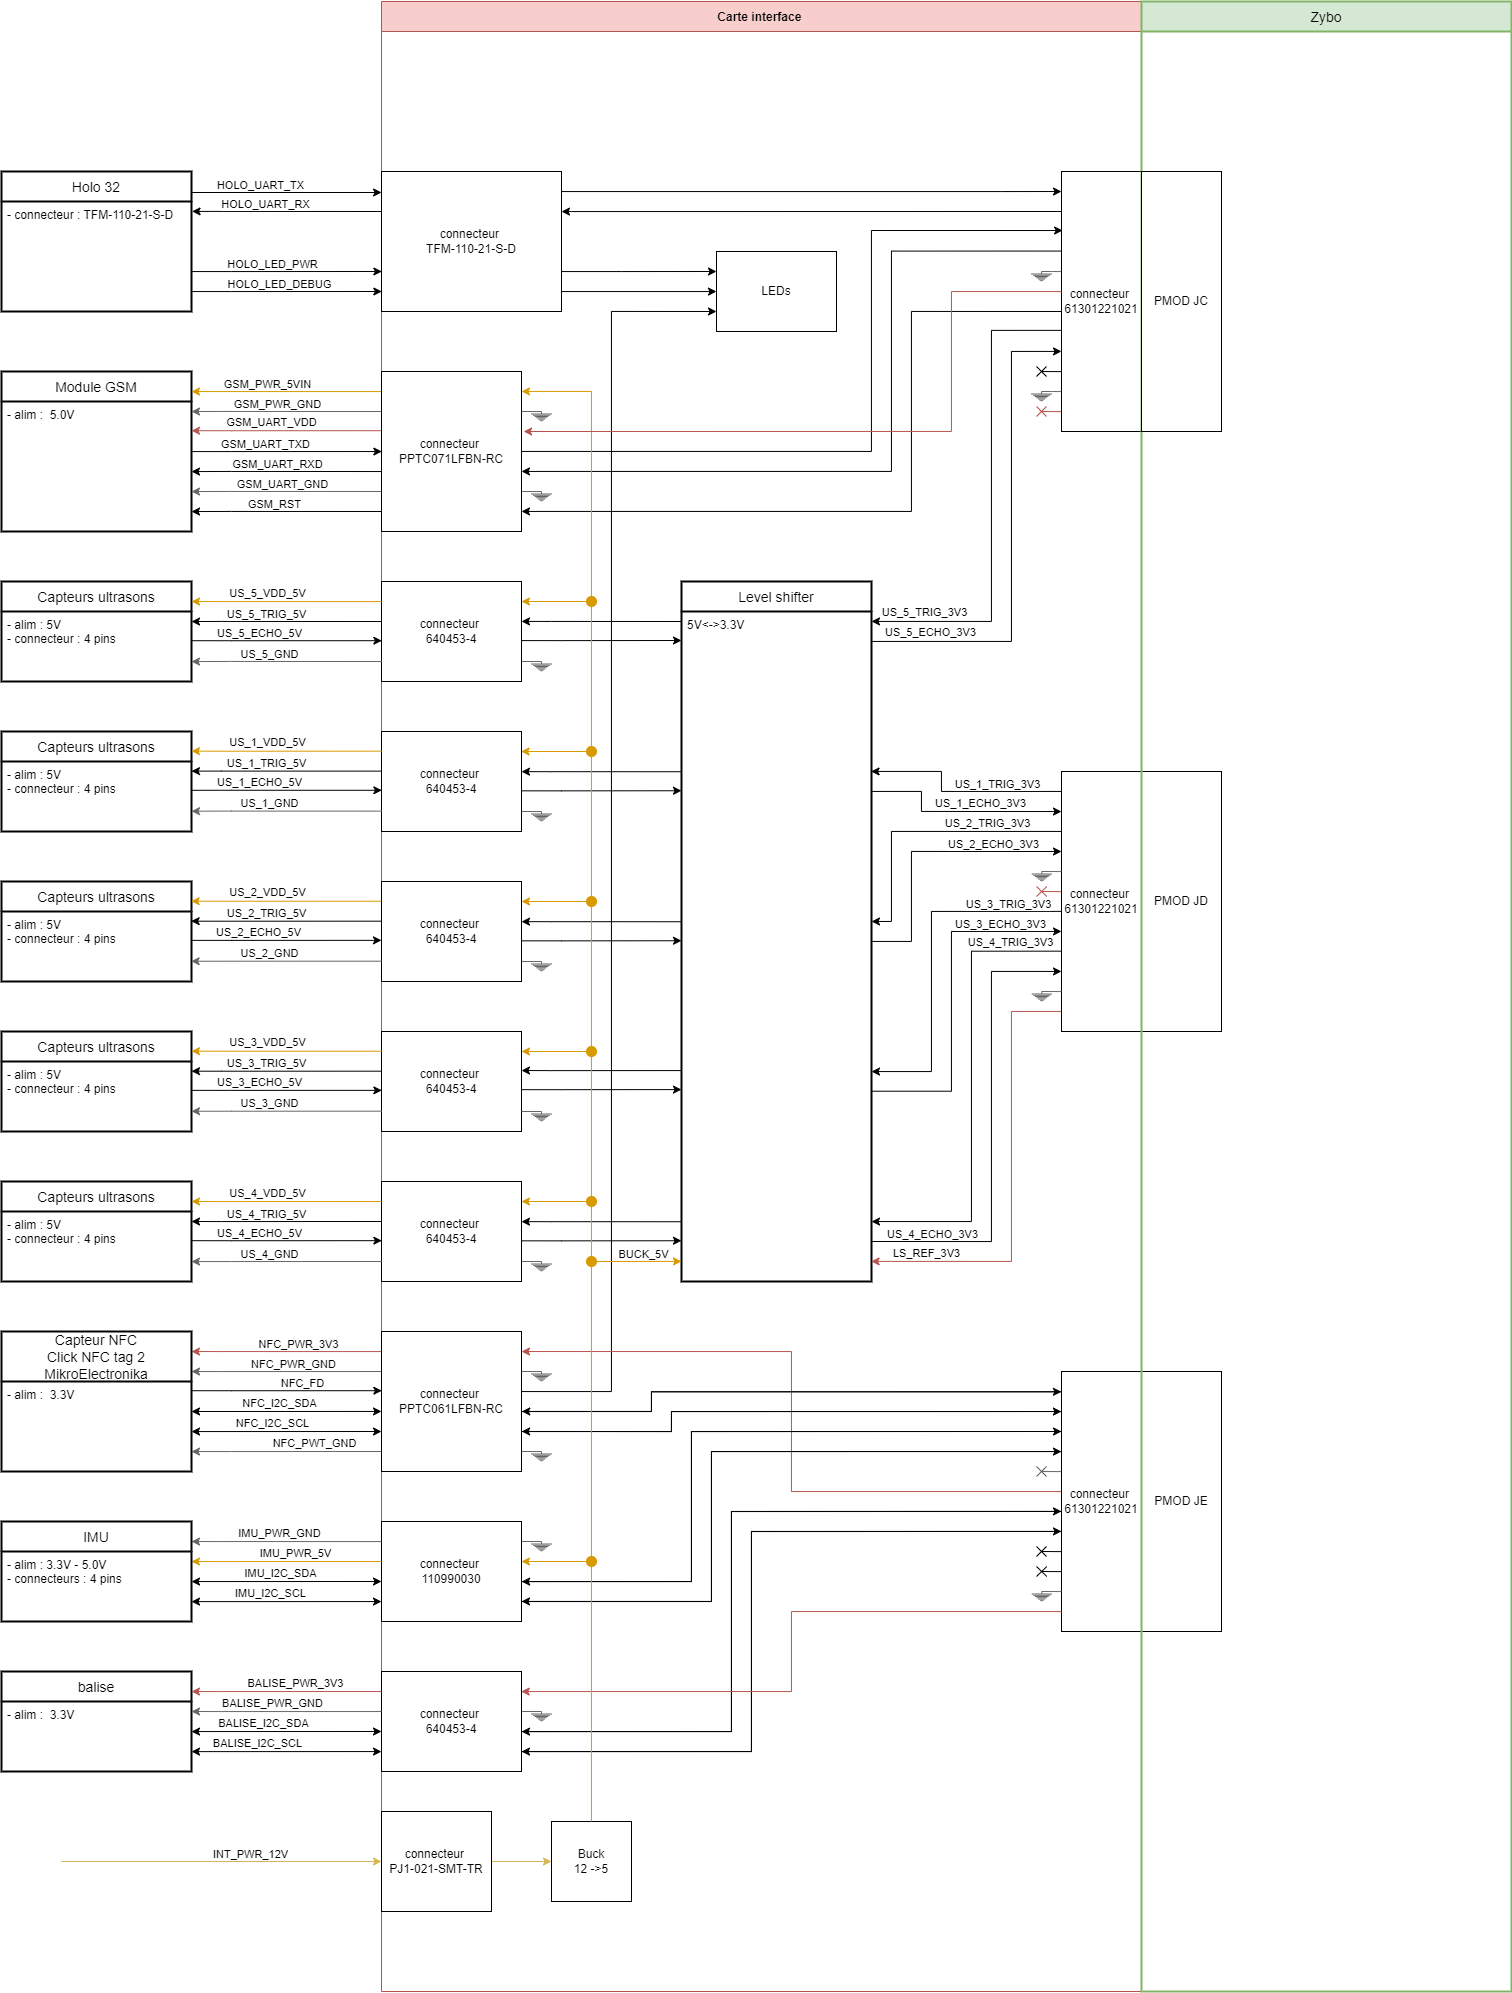 Carte interface
Zybo
Holo 32
- connecteur : TFM-110-21-S-D
HOLO_UART_TX
HOLO_UART_RX
HOLO_LED_PWR
HOLO_LED_DEBUG
connecteur
TFM-110-21-S-D
LEDs
connecteur
61301221021
PMOD JC
Module GSM
- alim : 5.0V
GSM_PWR_5VIN
GSM_PWR_GND
GSM_UART_VDD
GSM_UART_TXD
GSM_UART_RXD
GSM_UART_GND
GSM_RST
connecteur
PPTC071LFBN-RC
Capteurs ultrasons
- alim : 5V
- connecteur : 4 pins
US_5_VDD_5V
US_5_TRIG_5V
US_5_ECHO_5V
US_5_GND
connecteur
640453-4
Level shifter
5V<->3.3V
US_5_TRIG_3V3
US_5_ECHO_3V3
Capteurs ultrasons
- alim : 5V
- connecteur : 4 pins
US_1_VDD_5V
US_1_TRIG_5V
US_1_ECHO_5V
US_1_GND
connecteur
640453-4
US_1_TRIG_3V3
US_1_ECHO_3V3
US_2_TRIG_3V3
US_2_ECHO_3V3
US_3_TRIG_3V3
US_3_ECHO_3V3
US_4_TRIG_3V3
connecteur
61301221021
PMOD JD
Capteurs ultrasons
- alim : 5V
- connecteur : 4 pins
US_2_VDD_5V
US_2_TRIG_5V
US_2_ECHO_5V
US_2_GND
connecteur
640453-4
Capteurs ultrasons
- alim : 5V
- connecteur : 4 pins
US_3_VDD_5V
US_3_TRIG_5V
US_3_ECHO_5V
US_3_GND
connecteur
640453-4
Capteurs ultrasons
- alim : 5V
- connecteur : 4 pins
US_4_VDD_5V
US_4_TRIG_5V
US_4_ECHO_5V
US_4_GND
connecteur
640453-4
BUCK_5V
US_4_ECHO_3V3
LS_REF_3V3
Capteur NFC
Click NFC tag 2
MikroElectronika
- alim : 3.3V
NFC_PWR_3V3
NFC_PWR_GND
NFC_FD
NFC_I2C_SDA
NFC_I2C_SCL
NFC_PWT_GND
connecteur
PPTC061LFBN-RC
connecteur
61301221021
PMOD JE
IMU
- alim : 3.3V - 5.0V
- connecteurs : 4 pins
IMU_PWR_GND
IMU_PWR_5V
IMU_I2C_SDA
IMU_I2C_SCL
connecteur
110990030
balise
- alim : 3.3V
BALISE_PWR_3V3
BALISE_PWR_GND
BALISE_I2C_SDA
BALISE_I2C_SCL
connecteur
640453-4
INT_PWR_12V
connecteur
PJ1-021-SMT-TR
Buck
12 ->5